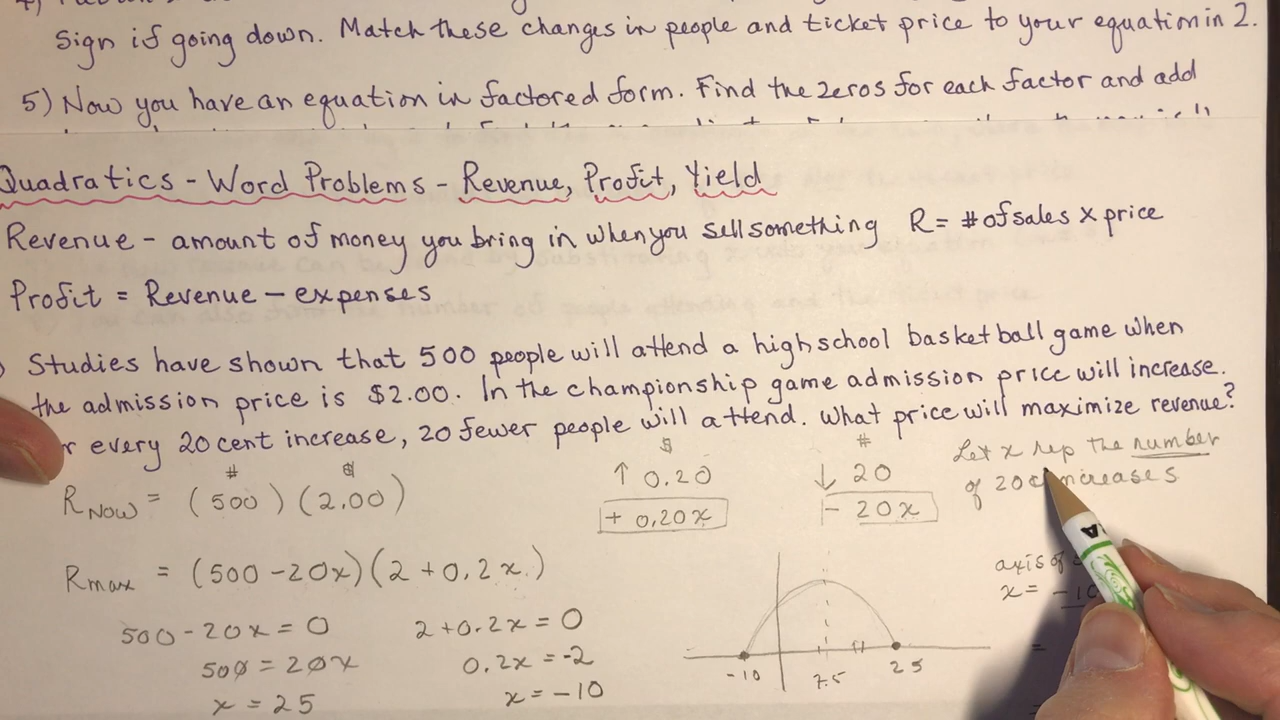 Sign if going down. Match these changes in people and ticket price to your equation in 2.
5) Now you have an equation in factored form. Find the zeros for each factor and add
Quadratics - Word Problems - Revenue, Profit, Yield
Revenue - amount of money you bring in when you sell something R = # of sales x price
Profit = Revenue - expenses
Studies have shown that 500 people will attend a high school basketball game when
the admission price is $2.00. In the championship game admission price will increase.
every 20 cent increase, 20 fewer people will attend. What price will maximize revenue?
# $ $ #
R NOW = (500)(2.00) ↑ 0.20 ↓ 20 Let x rep the number
+ 0.20x - 20x of 20¢ increases
Rmax = (500 - 20x)(2 + 0.2x) axis of
x = -10
500 - 20x = 0 2 + 0.2x = 0
500 = 20x 0.2x = -2
x = 25 x = -10
-10 7.5 25